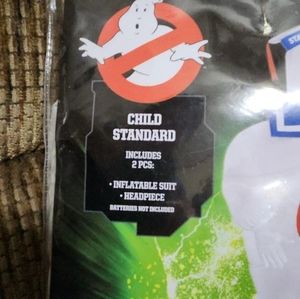 CHILD
STANDARD
INCLUDES
2 PCS:
• INFLATABLE SUIT
• HEADPIECE
BATTERIES NOT INCLUDED